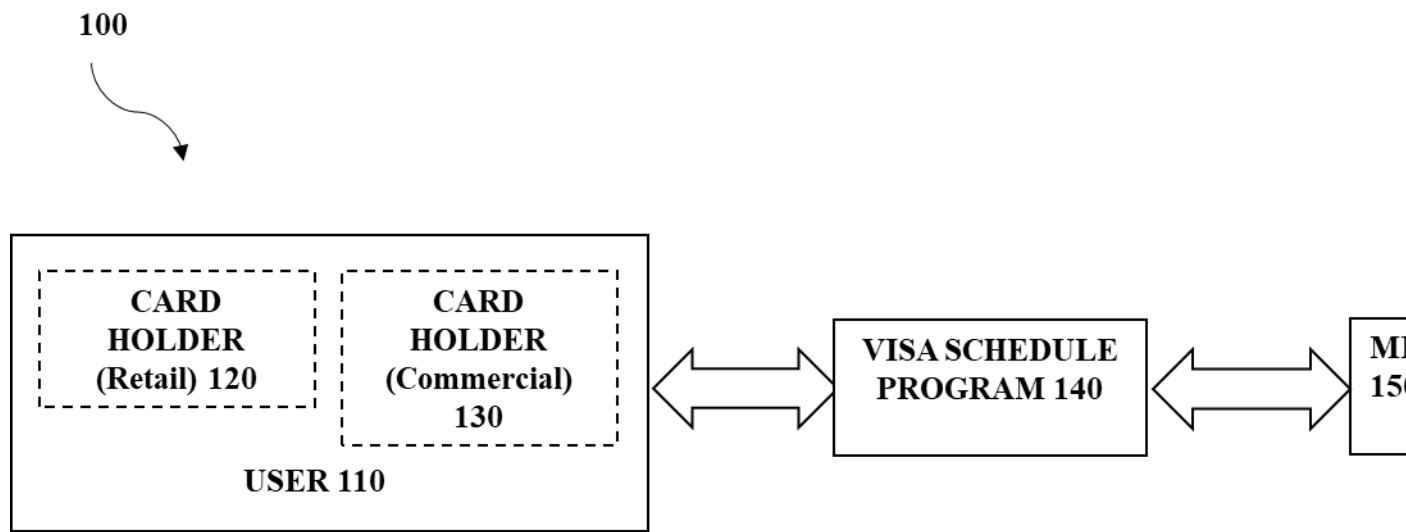 100
CARD
HOLDER
(Retail) 120
CARD
HOLDER
(Commercial)
130
USER 110
VISA SCHEDULE
PROGRAM 140